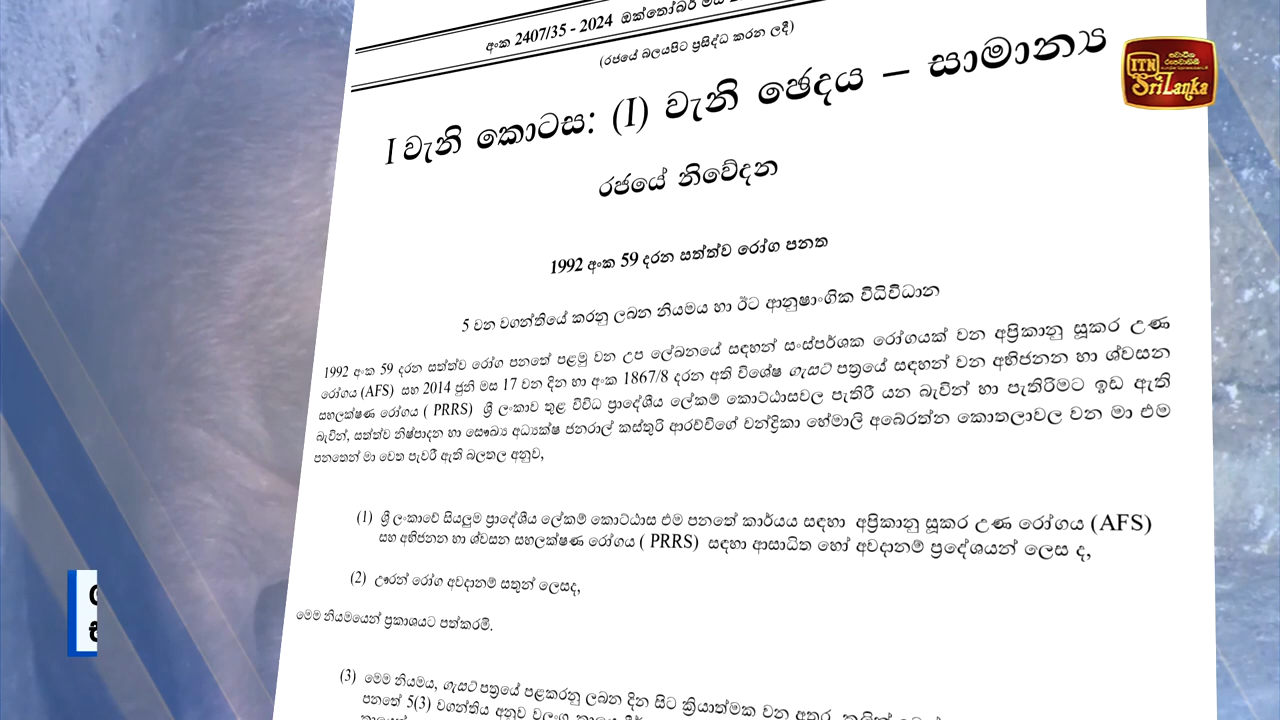 අංක 2407/35 - 2024 ඔක්තෝබර් මස
(රජයේ බලයපිට ප්‍රසිද්ධ කරන ලදී)
I වැනි කොටස: (I) වැනි ඡෙදය – සාමාන්‍ය
රජයේ නිවේදන
1992 අංක 59 දරන සත්ත්ව රෝග පනත
5 වන වගන්තියේ කරනු ලබන නියමය හා ඊට ආනුෂාංගික විධිවිධාන
1992 අංක 59 දරන සත්ත්ව රෝග පනතේ පළමු වන උප ලේඛනයේ සඳහන් සංස්පර්ශක රෝගයක් වන අප්‍රිකානු සූකර උණ
රෝගය (AFS) සහ 2014 ජුනි මස 17 වන දින හා අංක 1867/8 දරන අති විශේෂ ගැසට් පත්‍රයේ සඳහන් වන අභිජනන හා ශ්වසන
සහලක්ෂණ රෝගය ( PRRS) ශ්‍රී ලංකාව තුළ විවිධ ප්‍රාදේශීය ලේකම් කොට්ඨාසවල පැතිරී යන බැවින් හා පැතිරීමට ඉඩ ඇති
බැවින්, සත්ත්ව නිෂ්පාදන හා සෞඛ්‍ය අධ්‍යක්ෂ ජනරාල් කස්තුරි ආරච්චිගේ චන්ද්‍රිකා හේමාලි අබේරත්න කොතලාවල වන මා එම
පනතෙන් මා වෙත පැවරී ඇති බලතල අනුව,
(1) ශ්‍රී ලංකාවේ සියලුම ප්‍රාදේශීය ලේකම් කොට්ඨාස එම පනතේ කාර්යය සඳහා අප්‍රිකානු සූකර උණ රෝගය (AFS)
සහ අභිජනන හා ශ්වසන සහලක්ෂණ රෝගය ( PRRS) සඳහා ආසාධිත හෝ අවදානම් ප්‍රදේශයන් ලෙස ද,
(2) ඌරන් රෝග අවදානම් සතුන් ලෙසද,
මෙම නියමයෙන් ප්‍රකාශයට පත්කරමි.
(3) මෙම නියමය, ගැසට් පත්‍රයේ පළකරනු ලබන දින සිට ක්‍රියාත්මක වන අතර,
පනතේ 5(3) වගන්තිය අනුව වලංගු
ITN
Sri Lanka